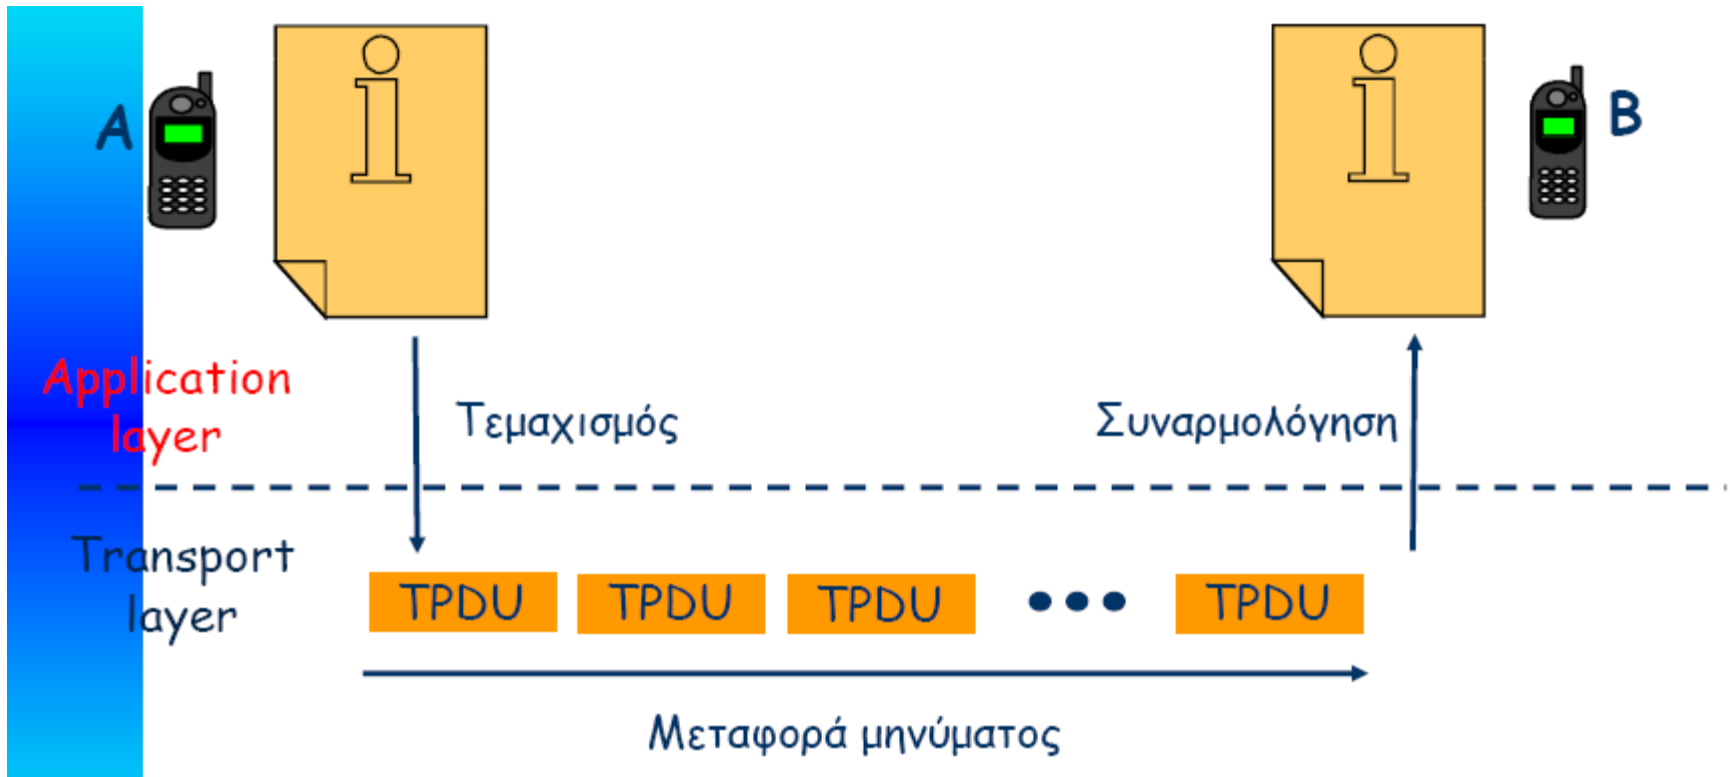 A
B
i
i
Application
layer
Τεμαχισμός
Συναρμολόγηση
Transport
layer
TPDU TPDU TPDU ••• TPDU
Μεταφορά μηνύματος